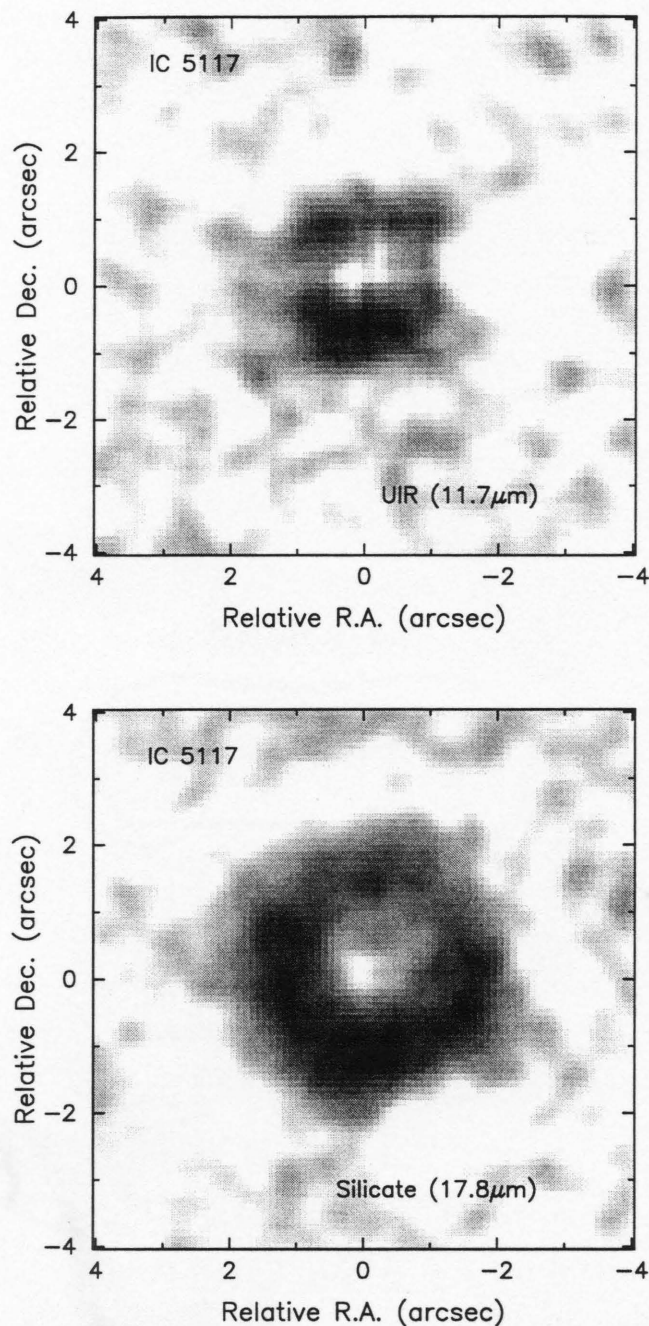 4
IC 5117
2
0
−2
−4
Relative Dec. (arcsec)
UIR (11.7μm)
4 2 0 −2 −4
Relative R.A. (arcsec)
4
IC 5117
2
0
−2
−4
Relative Dec. (arcsec)
Silicate (17.8μm)
4 2 0 −2 −4
Relative R.A. (arcsec)